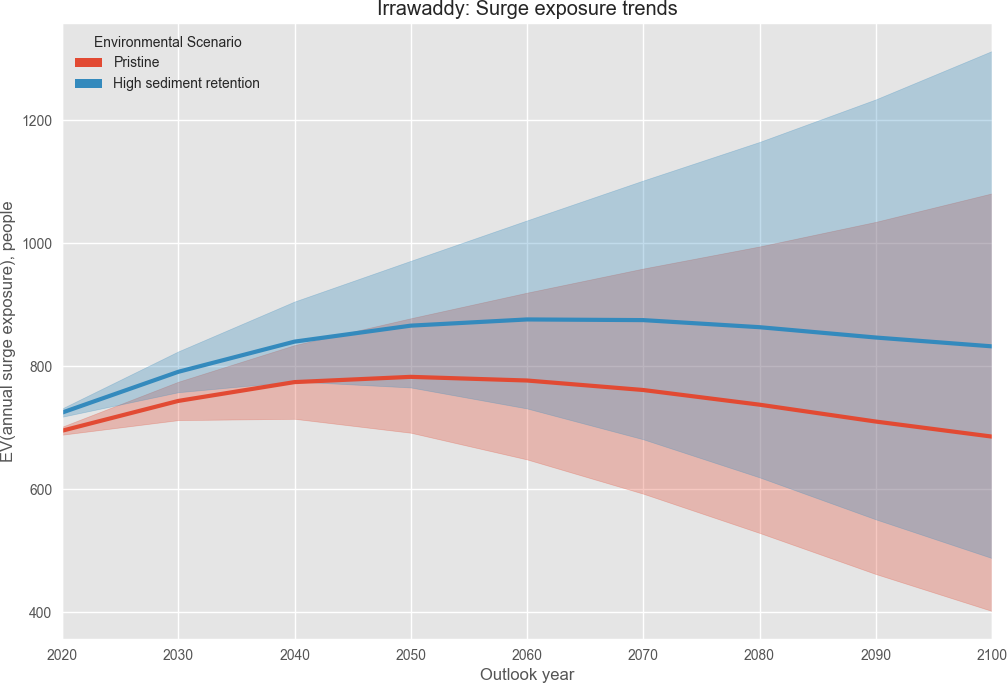 Irrawaddy: Surge exposure trends
Environmental Scenario
Pristine
High sediment retention
EV(annual surge exposure), people
1200
1000
800
600
400
2020 2030 2040 2050 2060 2070 2080 2090 2100
Outlook year